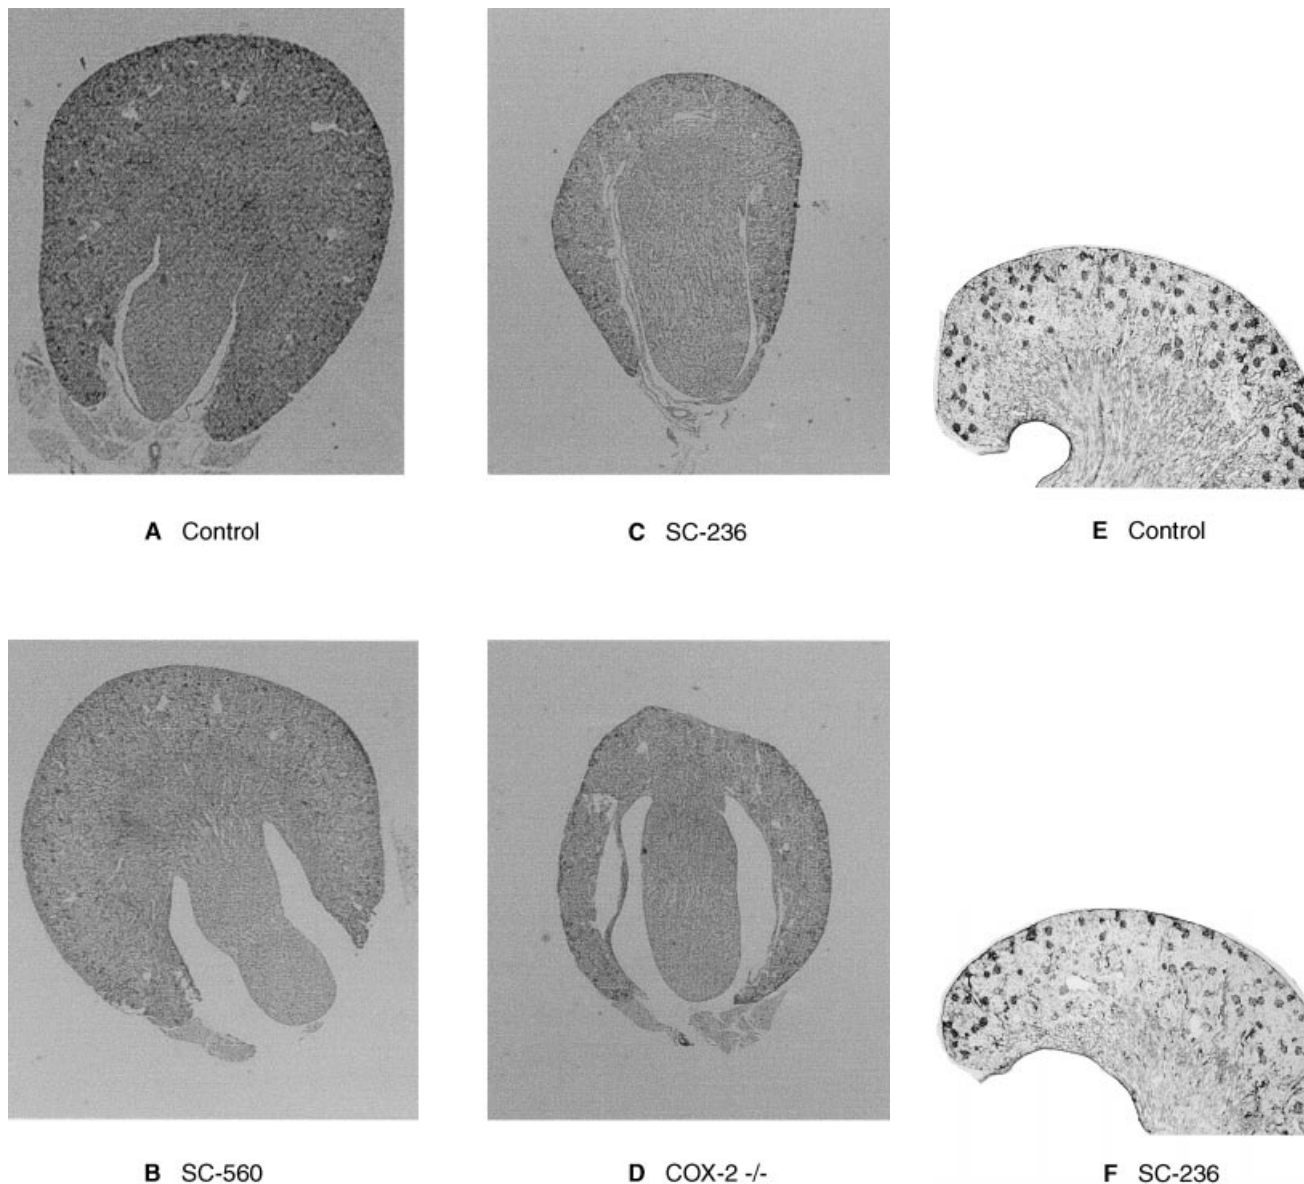 A Control
C SC-236
E Control
B SC-560
D COX-2 -/-
F SC-236